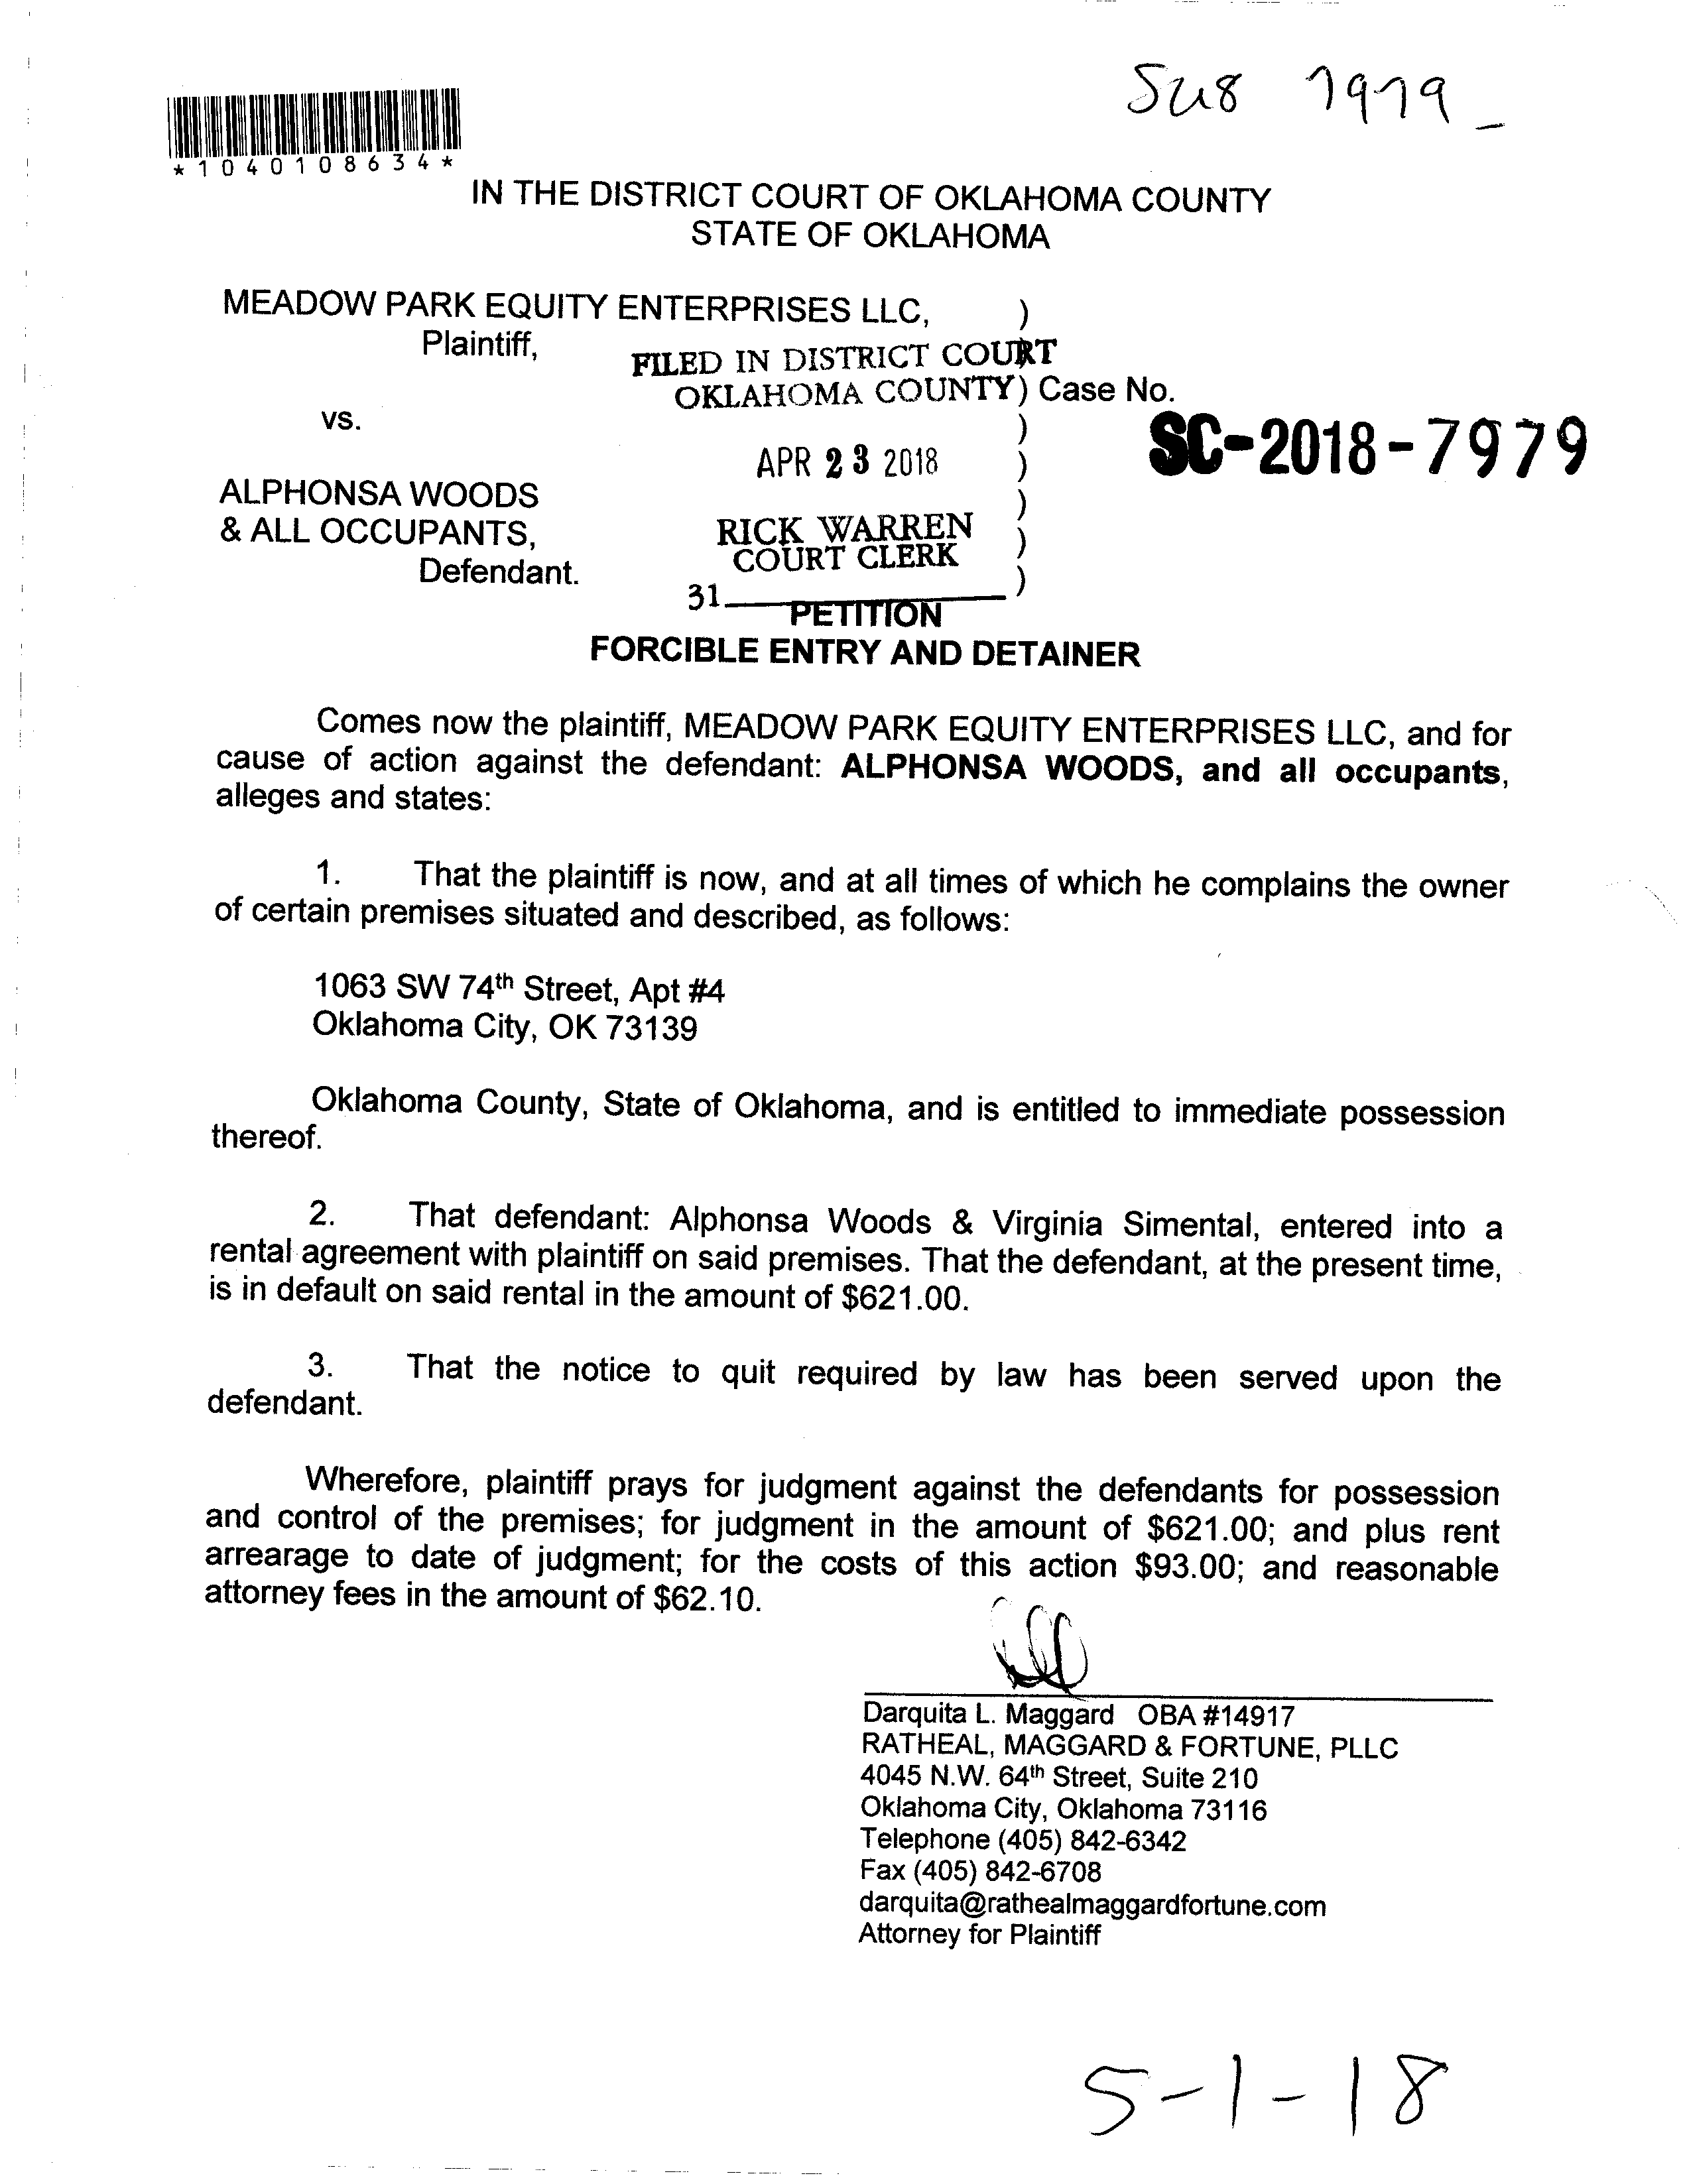 7979
*1040108634*
IN THE DISTRICT COURT OF OKLAHOMA COUNTY
STATE OF OKLAHOMA
MEADOW PARK EQUITY ENTERPRISES LLC, )
Plaintiff,
FILED IN DISTRICT COURT
OKLAHOMA COUNTY ) Case No.
vs. )
SC-2018-7979
APR 23 2018 )
ALPHONSA WOODS )
& ALL OCCUPANTS, RICK WARREN )
COURT CLERK
Defendant. )
31
PETITION
FORCIBLE ENTRY AND DETAINER
Comes now the plaintiff, MEADOW PARK EQUITY ENTERPRISES LLC, and for
cause of action against the defendant: ALPHONSA WOODS, and all occupants,
alleges and states:
1. That the plaintiff is now, and at all times of which he complains the owner
of certain premises situated and described, as follows:
1063 SW 74th Street, Apt #4
Oklahoma City, OK 73139
Oklahoma County, State of Oklahoma, and is entitled to immediate possession
thereof.
2. That defendant: Alphonsa Woods & Virginia Simental, entered into a
rental agreement with plaintiff on said premises. That the defendant, at the present time,
is in default on said rental in the amount of $621.00.
3. That the notice to quit required by law has been served upon the
defendant.
Wherefore, plaintiff prays for judgment against the defendants for possession
and control of the premises; for judgment in the amount of $621.00; and plus rent
arrearage to date of judgment; for the costs of this action $93.00; and reasonable
attorney fees in the amount of $62.10.
Darquita L. Maggard OBA #14917
RATHEAL, MAGGARD & FORTUNE, PLLC
4045 N.W. 64th Street, Suite 210
Oklahoma City, Oklahoma 73116
Telephone (405) 842-6342
Fax (405) 842-6708
darquita@rathealmaggardfortune.com
Attorney for Plaintiff
5-1-18